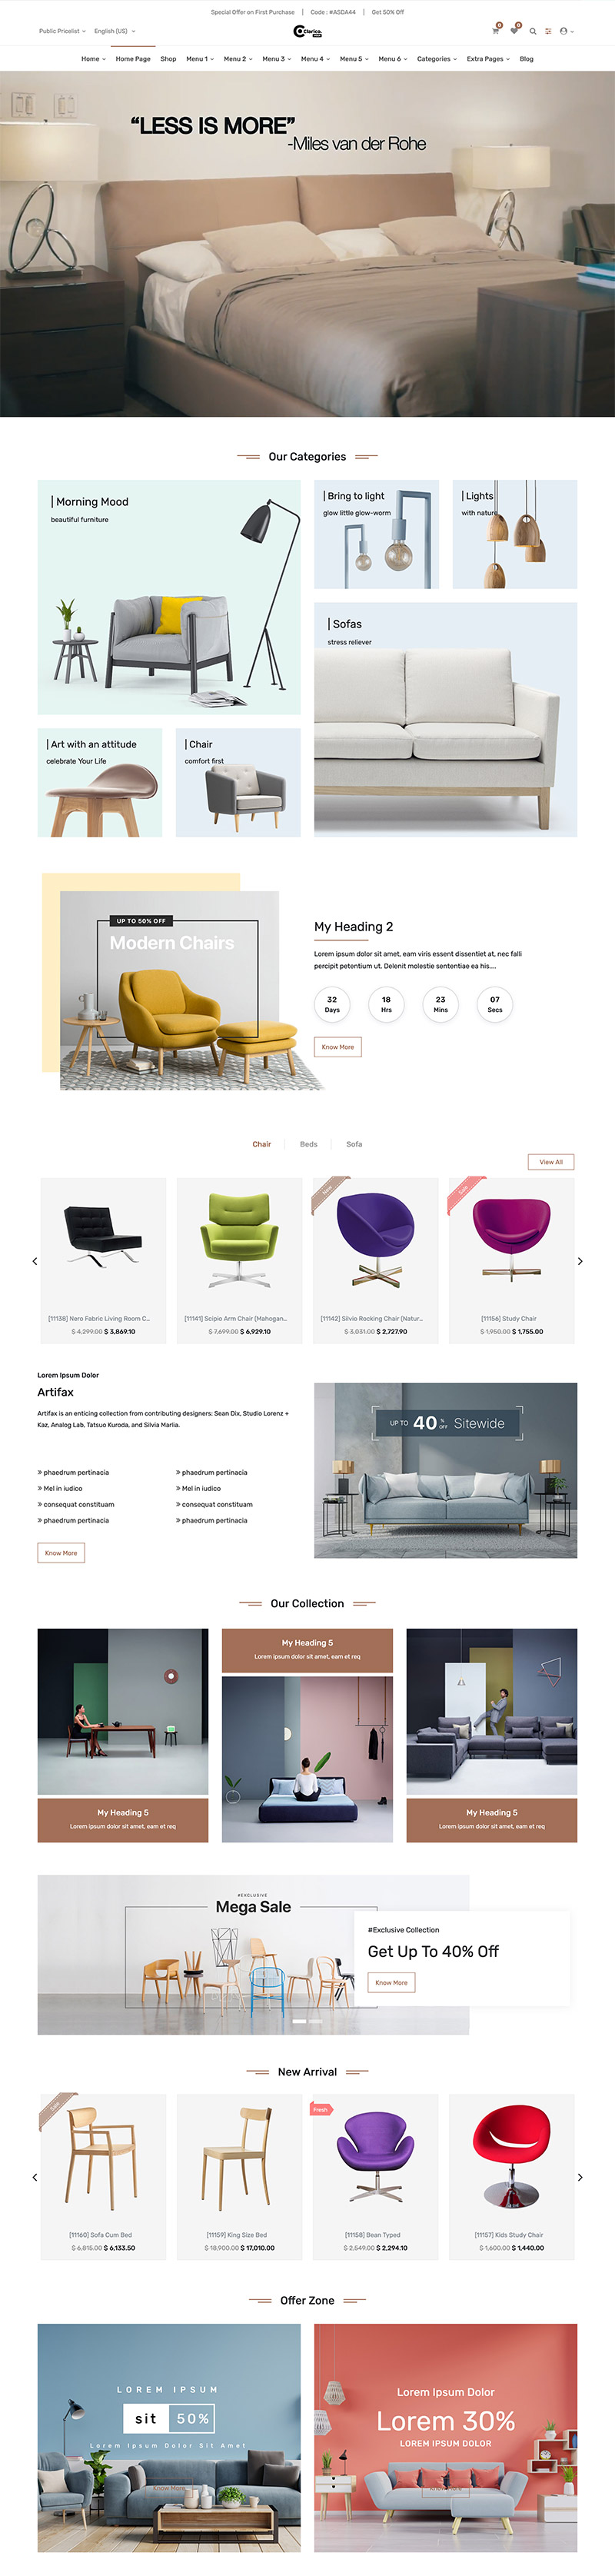 Special Offer on First Purchase | Code : #ASDA44 | Get 50% Off
Public Pricelist English (US)
Clarico.
0 0
Home Home Page Shop Menu 1 Menu 2 Menu 3 Menu 4 Menu 5 Menu 6 Categories Extra Pages Blog
“LESS IS MORE”
-Miles van der Rohe
Our Categories
| Morning Mood
beautiful furniture
| Bring to light
glow little glow-worm
| Lights
with nature
| Sofas
stress reliever
| Art with an attitude
celebrate Your Life
| Chair
comfort first
UP TO 50% OFF
Modern Chairs
My Heading 2
Lorem ipsum dolor sit amet, eam viris essent dissentiet at, nec falli
percipit petentium ut. Delenit molestie sententiae ea his....
32 18 23 07
Days Hrs Mins Secs
Know More
Chair Beds Sofa
View All
New
Sale
[11138] Nero Fabric Living Room C...
$ 4,299.00 $ 3,869.10
[11141] Scipio Arm Chair (Mahogan...
$ 7,699.00 $ 6,929.10
[11142] Silvio Rocking Chair (Natur...
$ 3,031.00 $ 2,727.90
[11156] Study Chair
$ 1,950.00 $ 1,755.00
Lorem Ipsum Dolor
Artifax
Artifax is an enticing collection from contributing designers: Sean Dix, Studio Lorenz +
Kaz, Analog Lab, Tatsuo Kuroda, and Silvia Marlia.
» phaedrum pertinacia
» Mel in iudico
» consequat constituam
» phaedrum pertinacia
» phaedrum pertinacia
» Mel in iudico
» consequat constituam
» phaedrum pertinacia
Know More
UP TO 40 % OFF Sitewide
Our Collection
My Heading 5
Lorem ipsum dolor sit amet, eam et req
My Heading 5
Lorem ipsum dolor sit amet, eam et req
My Heading 5
Lorem ipsum dolor sit amet, eam et req
#EXCLUSIVE
Mega Sale
#Exclusive Collection
Get Up To 40% Off
Know More
New Arrival
Sale
Fresh
[11160] Sofa Cum Bed
$ 6,815.00 $ 6,133.50
[11159] King Size Bed
$ 18,900.00 $ 17,010.00
[11158] Bean Typed
$ 2,549.00 $ 2,294.10
[11157] Kids Study Chair
$ 1,600.00 $ 1,440.00
Offer Zone
LOREM IPSUM
sit 50%
Lorem Ipsum Dolor Sit Amet
Know More
Lorem Ipsum Dolor
Lorem 30%
LOREM IPSUM DOLOR
Know More